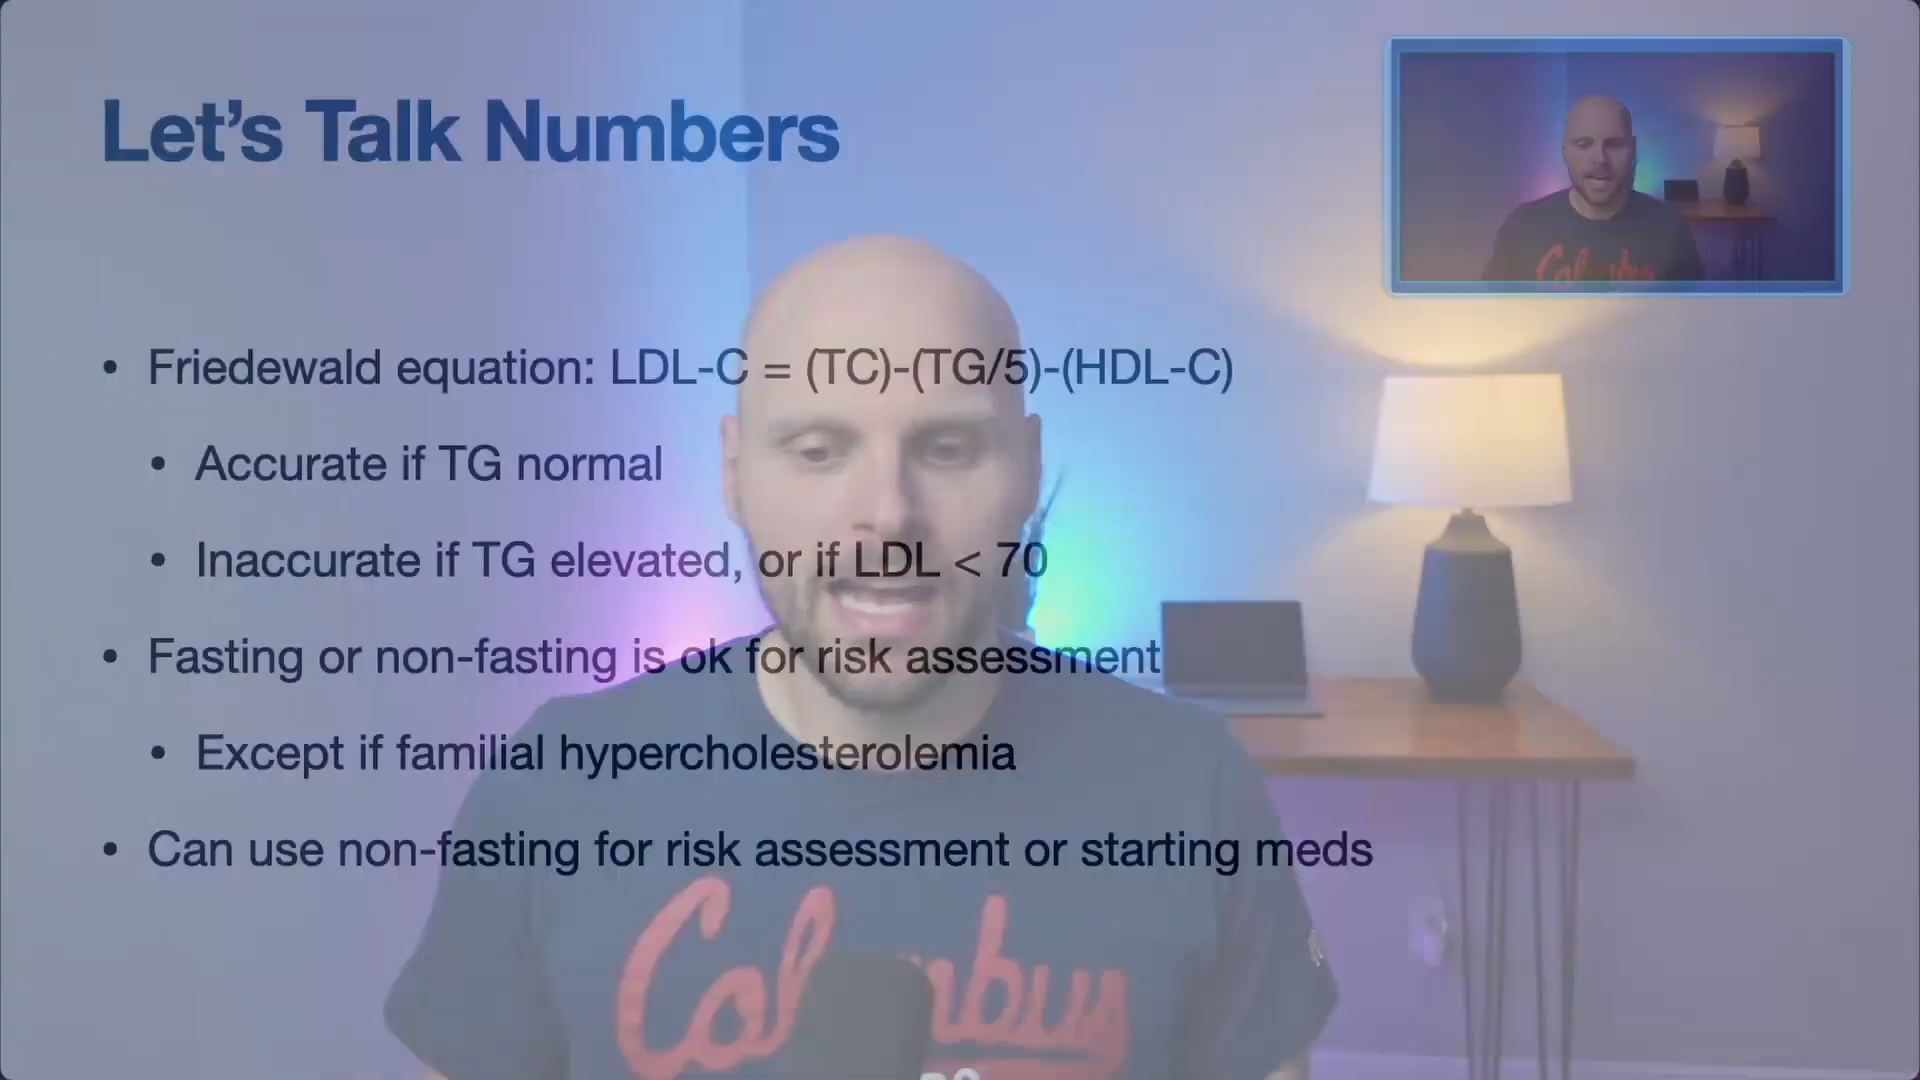 Let's Talk Numbers
• Friedewald equation: LDL-C = (TC)-(TG/5)-(HDL-C)
• Accurate if TG normal
• Inaccurate if TG elevated, or if LDL < 70
• Fasting or non-fasting is ok for risk assessment
• Except if familial hypercholesterolemia
• Can use non-fasting for risk assessment or starting meds
Columbus